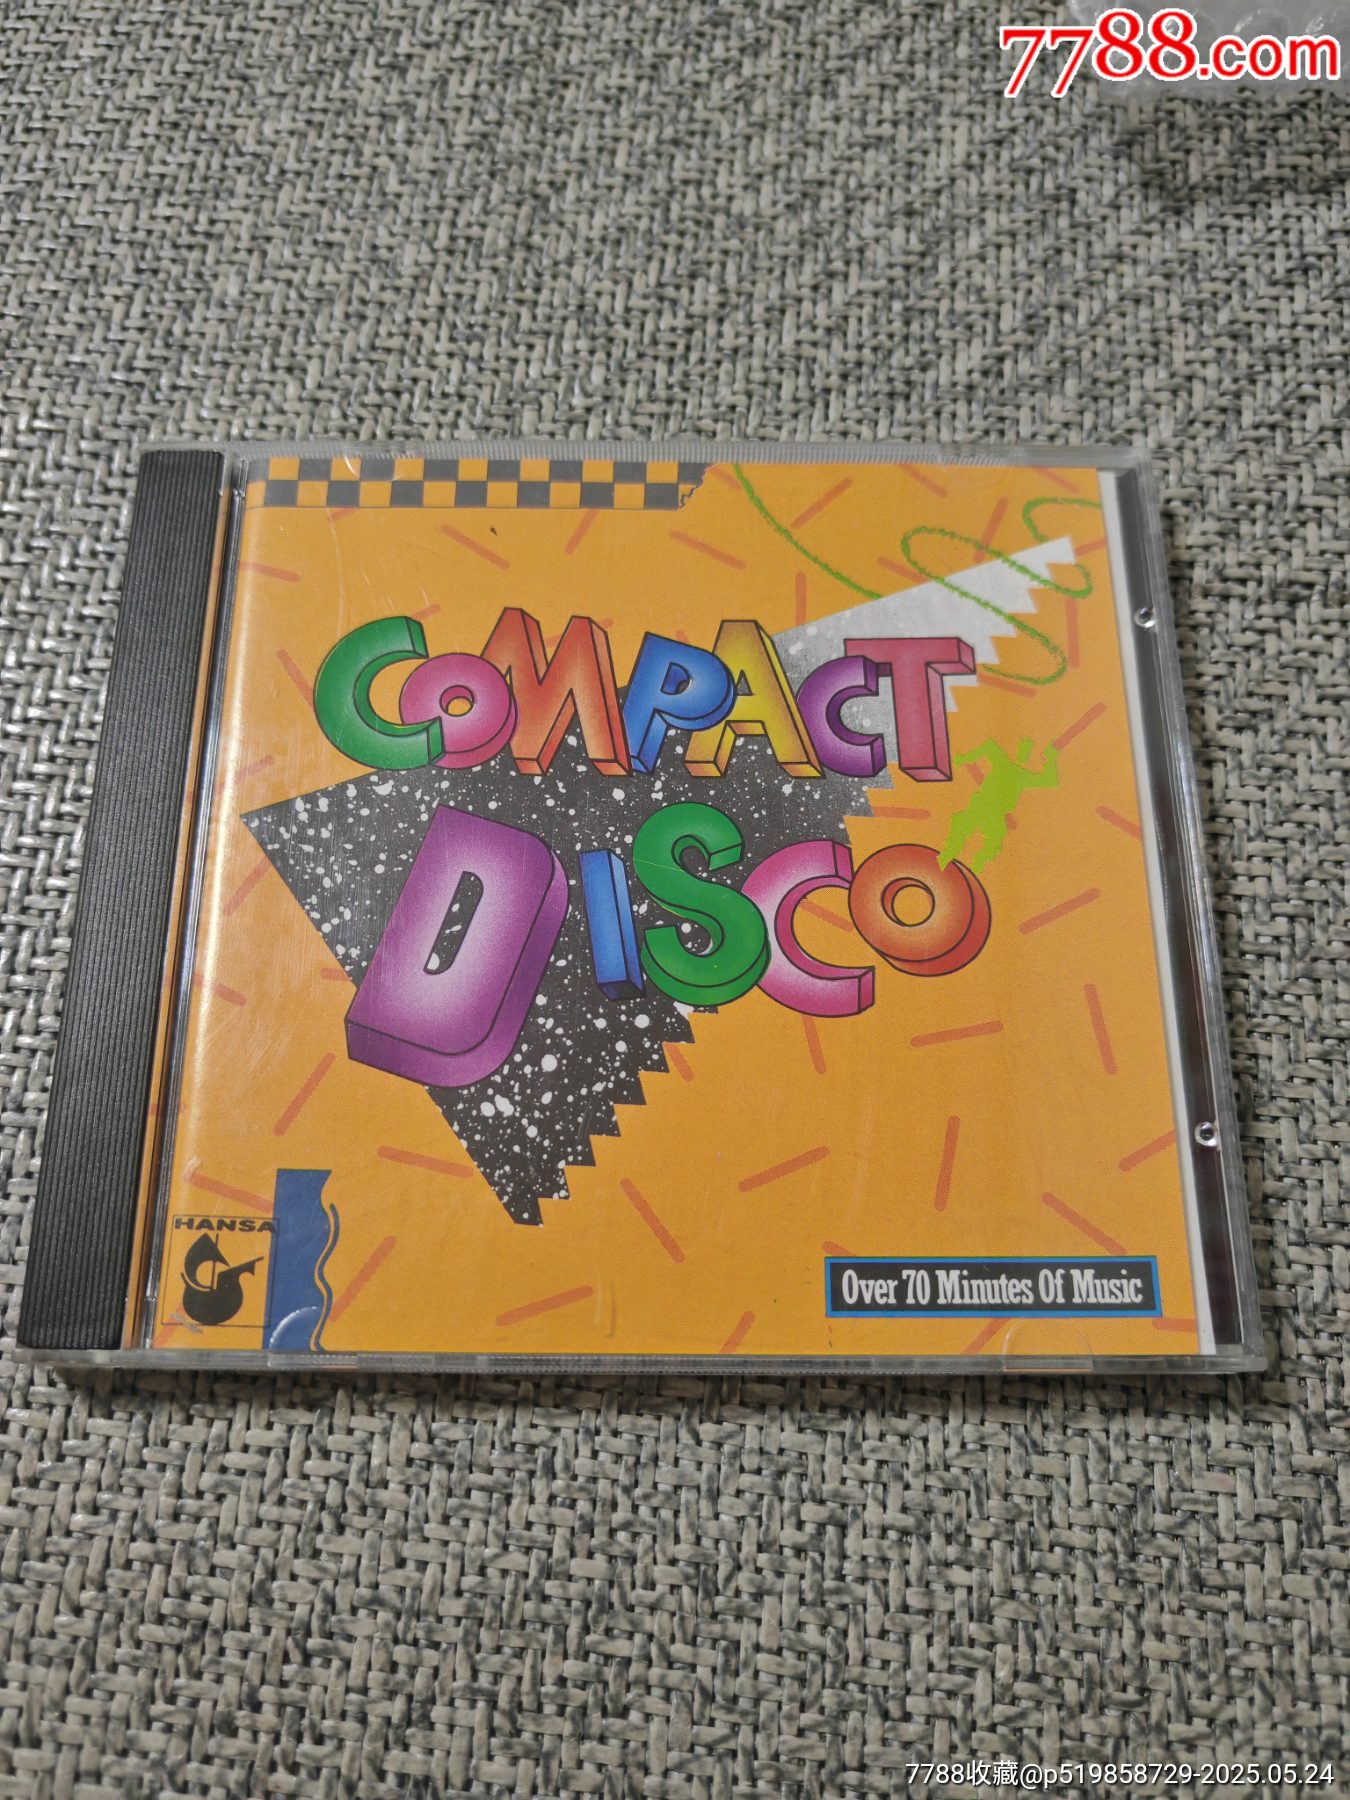 7788.com
COMPACT
DISCO
HANSA
Over 70 Minutes Of Music
7788收藏@p519858729-2025.05.24